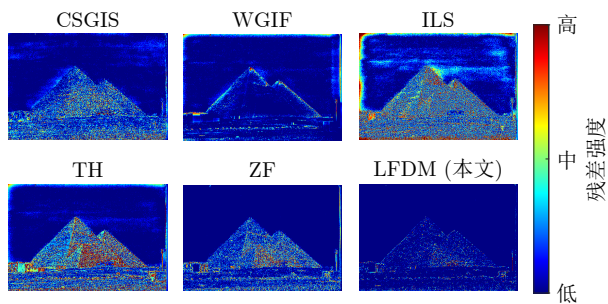 CSGIS WGIF ILS
高
中
低
残差强度
TH ZF LFDM (本文)